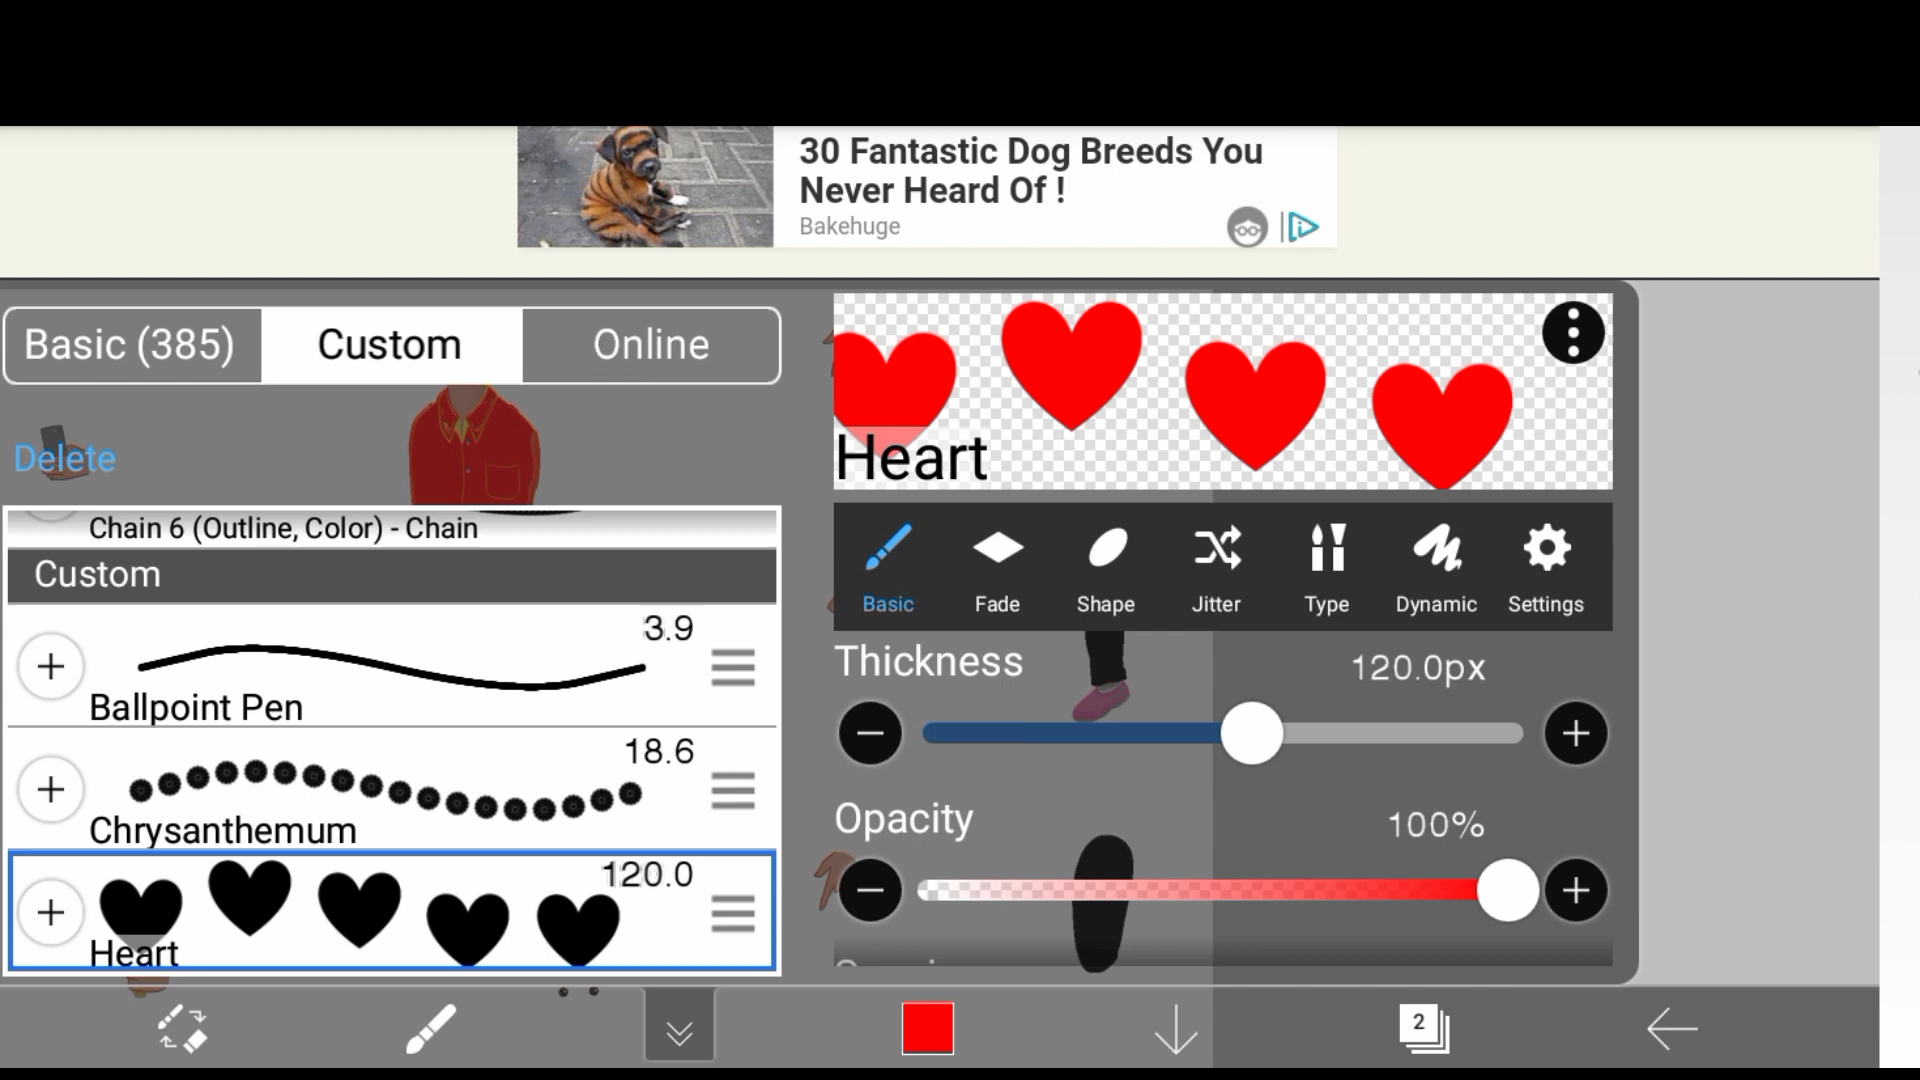 30 Fantastic Dog Breeds You
Never Heard Of !
Bakehuge
Basic (385)
Custom
Online
Delete
Chain 6 (Outline, Color) - Chain
Custom
3.9
Ballpoint Pen
18.6
Chrysanthemum
120.0
Heart
Heart
Basic
Fade
Shape
Jitter
Type
Dynamic
Settings
Thickness
120.0px
Opacity
100%
2